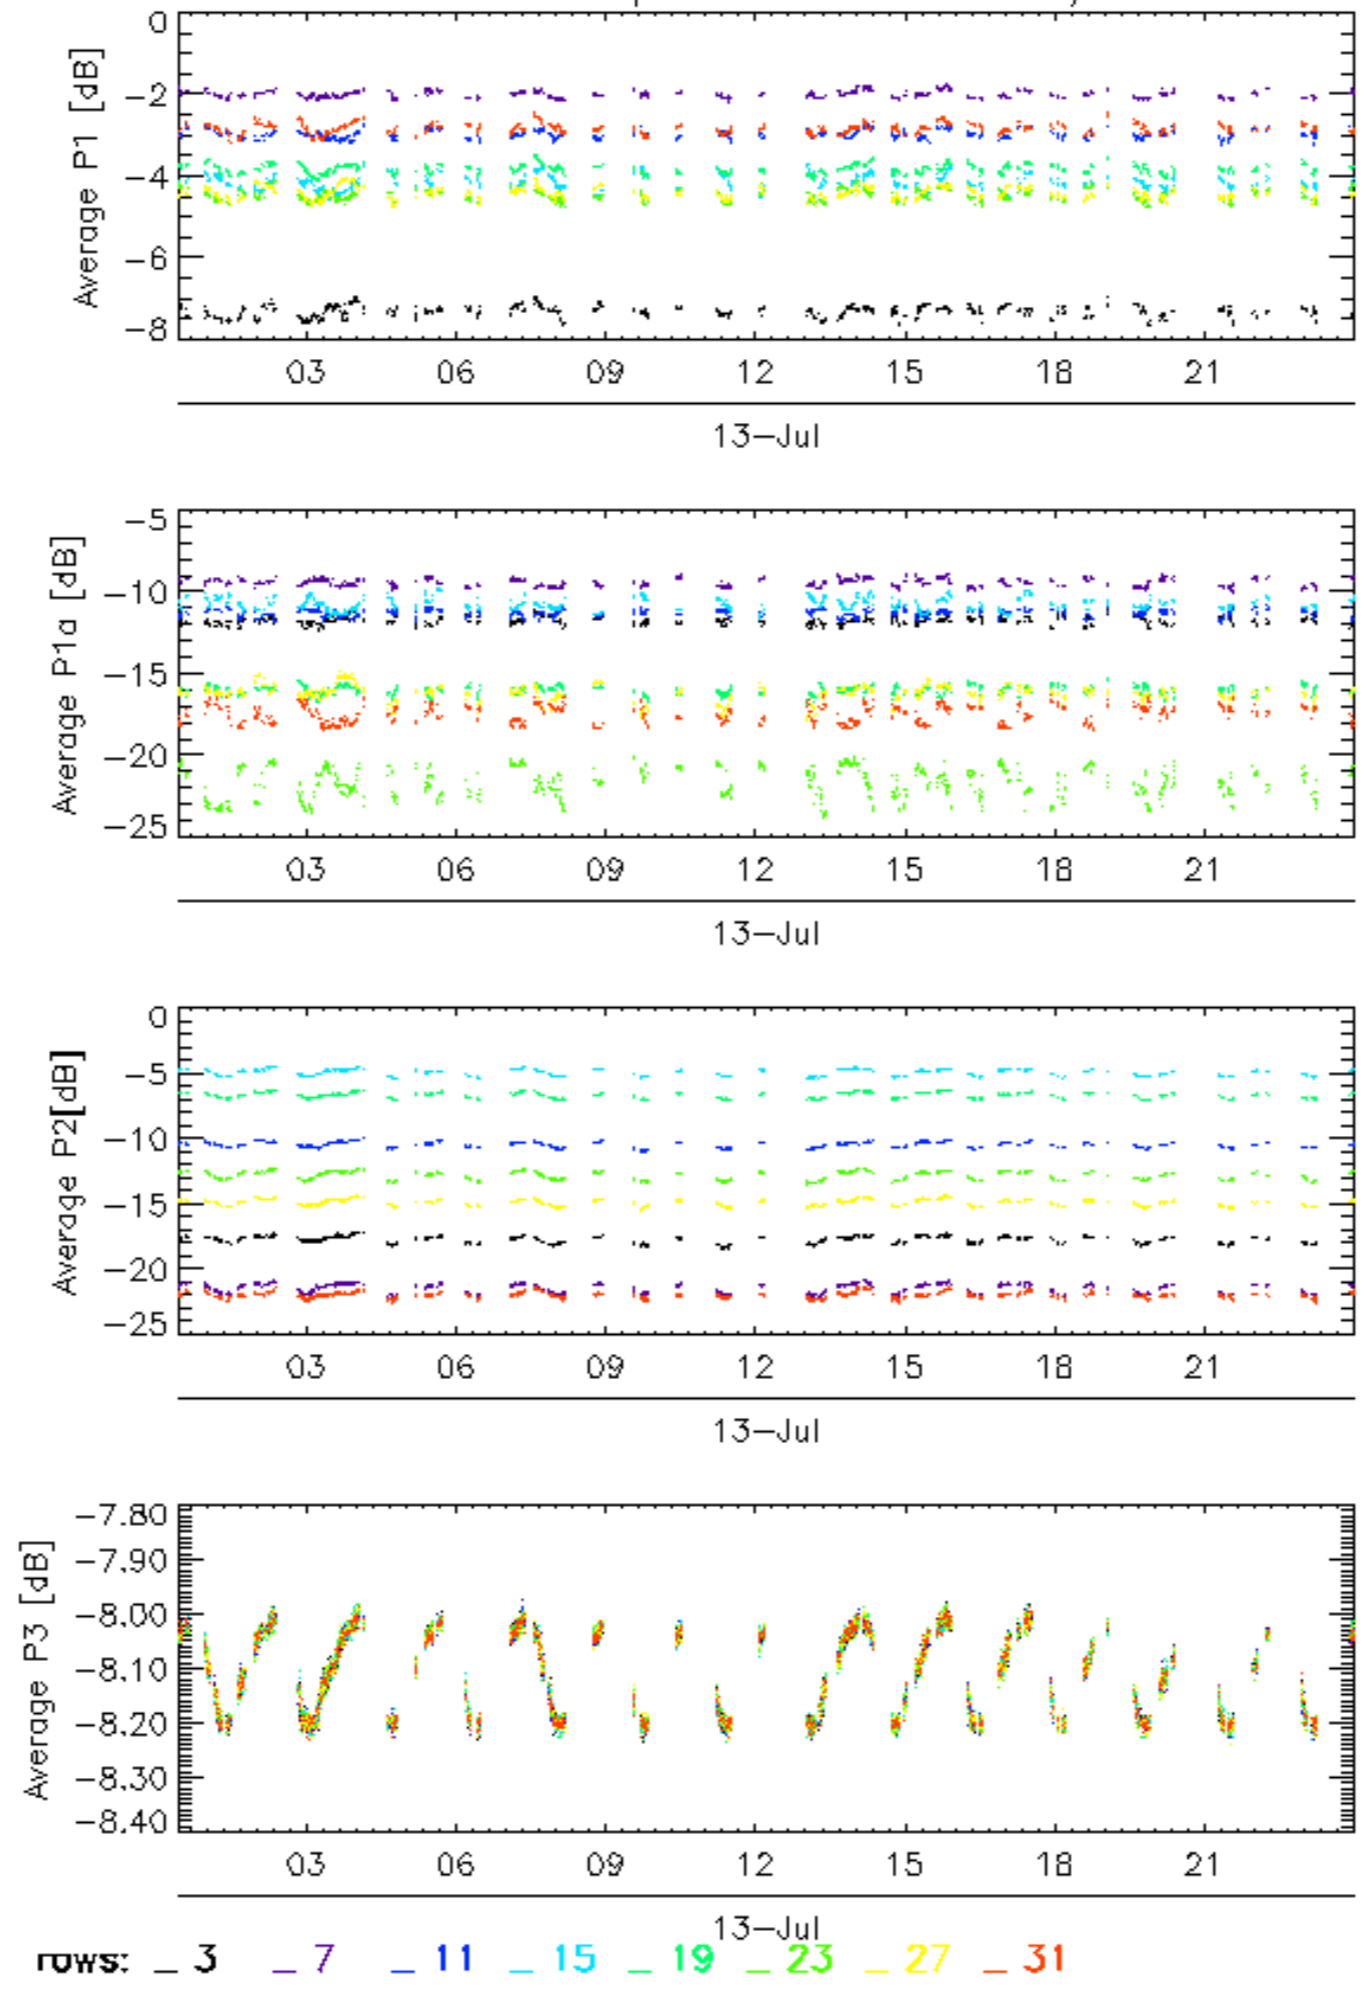 Average P1 [dB]
0
−2
−4
−6
−8
03 06 09 12 15 18 21
13−Jul
Average P1a [dB]
−5
−10
−15
−20
−25
03 06 09 12 15 18 21
13−Jul
Average P2[dB]
0
−5
−10
−15
−20
−25
03 06 09 12 15 18 21
13−Jul
Average P3 [dB]
−7.80
−7.90
−8.00
−8.10
−8.20
−8.30
−8.40
03 06 09 12 15 18 21
13−Jul
rows: _ 3 _ 7 _ 11 _ 15 _ 19 _ 23 _ 27 _ 31